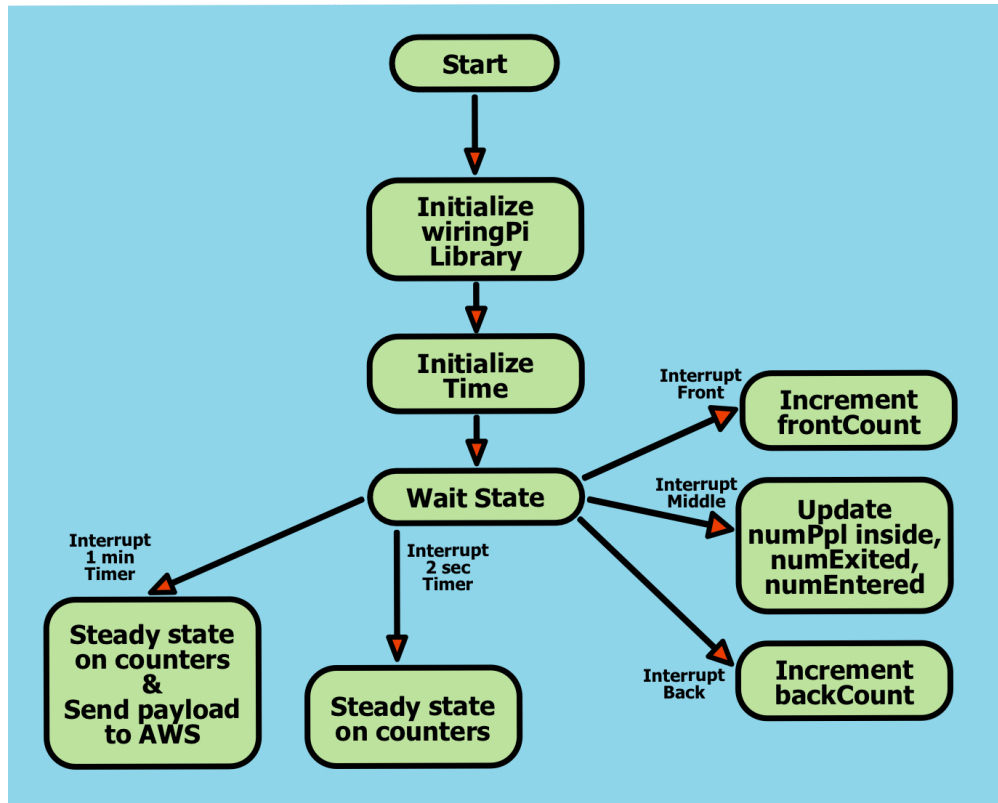 Start
Initialize
wiringPi
Library
Initialize
Time
Wait State
Interrupt
Front
Increment
frontCount
Interrupt
Middle
Update
numPpl inside,
numExited,
numEntered
Interrupt
Back
Increment
backCount
Interrupt
2 sec
Timer
Steady state
on counters
Interrupt
1 min
Timer
Steady state
on counters
&
Send payload
to AWS